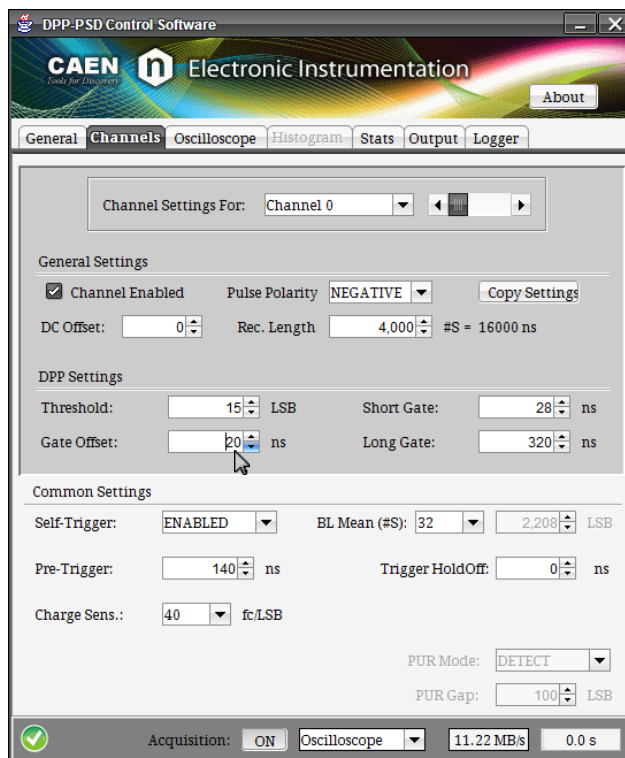 DPP-PSD Control Software
CAEN
Tools for Discovery
n Electronic Instrumentation
About
General Channels Oscilloscope Histogram Stats Output Logger
Channel Settings For: Channel 0
General Settings
Channel Enabled Pulse Polarity NEGATIVE Copy Settings
DC Offset: 0 Rec. Length 4,000 #S = 16000 ns
DPP Settings
Threshold: 15 LSB Short Gate: 28 ns
Gate Offset: 20 ns Long Gate: 320 ns
Common Settings
Self-Trigger: ENABLED BL Mean (#S): 32 2,208 LSB
Pre-Trigger: 140 ns Trigger HoldOff: 0 ns
Charge Sens.: 40 fc/LSB
PUR Mode: DETECT
PUR Gap: 100 LSB
Acquisition: ON Oscilloscope 11.22 MB/s 0.0 s